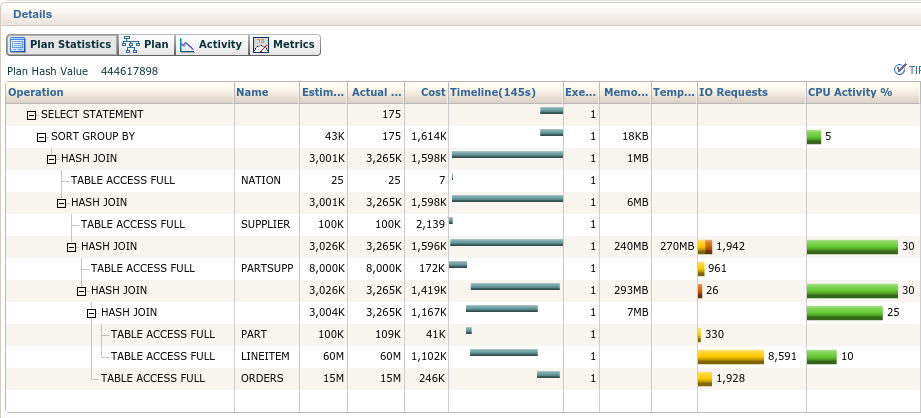 Details
Plan Statistics Plan Activity Metrics
Plan Hash Value 444617898
TIP
Operation Name Estim... Actual ... Cost Timeline(145s) Exe... Memo... Temp... IO Requests CPU Activity %
SELECT STATEMENT 175 1
SORT GROUP BY 43K 175 1,614K 1 18KB 5
HASH JOIN 3,001K 3,265K 1,598K 1 1MB
TABLE ACCESS FULL NATION 25 25 7 1
HASH JOIN 3,001K 3,265K 1,598K 1 6MB
TABLE ACCESS FULL SUPPLIER 100K 100K 2,139 1
HASH JOIN 3,026K 3,265K 1,596K 1 240MB 270MB 1,942 30
TABLE ACCESS FULL PARTSUPP 8,000K 8,000K 172K 1 961
HASH JOIN 3,026K 3,265K 1,419K 1 293MB 26 30
HASH JOIN 3,004K 3,265K 1,167K 1 7MB 25
TABLE ACCESS FULL PART 100K 109K 41K 1 330
TABLE ACCESS FULL LINEITEM 60M 60M 1,102K 1 8,591 10
TABLE ACCESS FULL ORDERS 15M 15M 246K 1 1,928